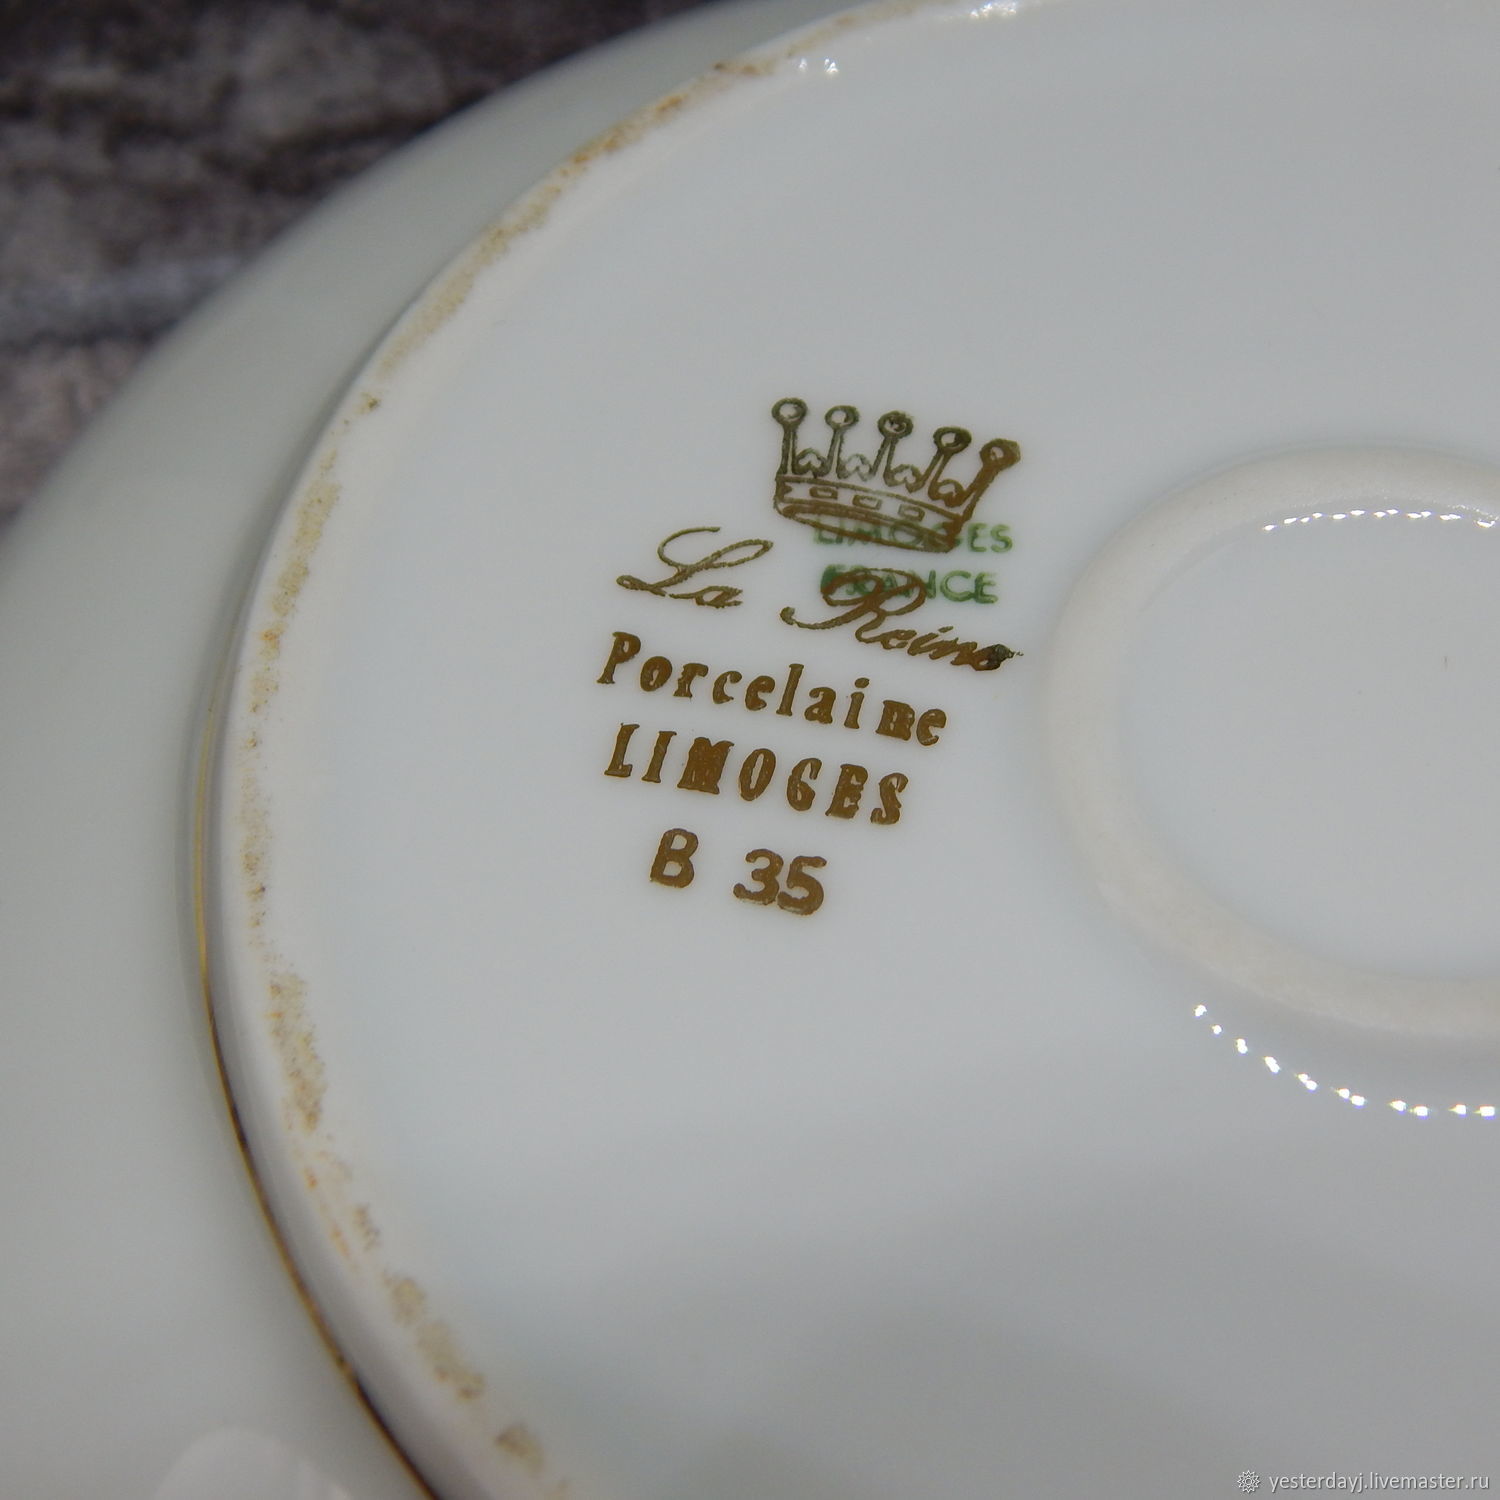 LIMOGES
FRANCE
La Reine
Porcelaine
LIMOGES
B 35
yesterdayj.livemaster.ru